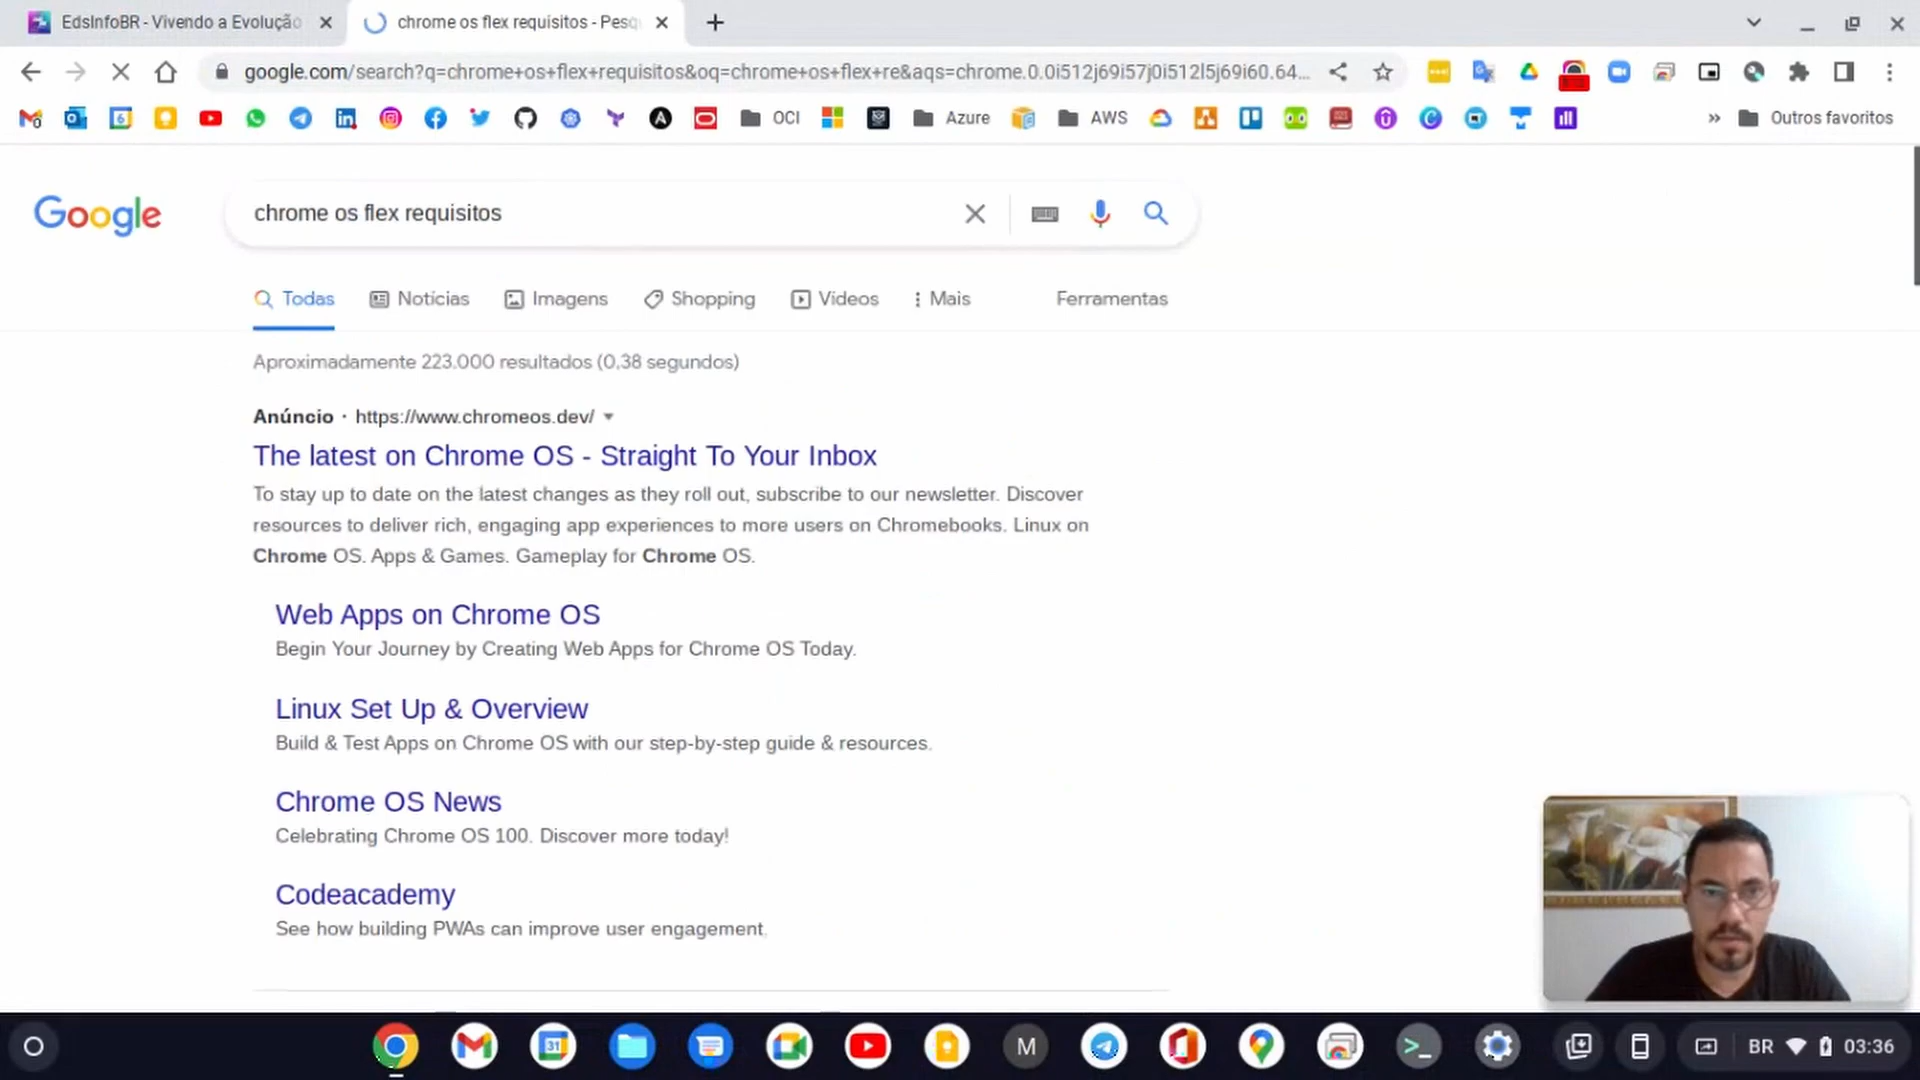 EdsInfoBR - Vivendo a Evolução
chrome os flex requisitos - Pesq
google.com/search?q=chrome+os+flex+requisitos&oq=chrome+os+flex+re&aqs=chrome.0.0i512j69i57j0i512l5j69i60.64...
OCI
Azure
AWS
Outros favoritos
Google
chrome os flex requisitos
Todas
Notícias
Imagens
Shopping
Vídeos
Mais
Ferramentas
Aproximadamente 223.000 resultados (0,38 segundos)
Anúncio · https://www.chromeos.dev/
The latest on Chrome OS - Straight To Your Inbox
To stay up to date on the latest changes as they roll out, subscribe to our newsletter. Discover
resources to deliver rich, engaging app experiences to more users on Chromebooks. Linux on
Chrome OS. Apps & Games. Gameplay for Chrome OS.
Web Apps on Chrome OS
Begin Your Journey by Creating Web Apps for Chrome OS Today.
Linux Set Up & Overview
Build & Test Apps on Chrome OS with our step-by-step guide & resources.
Chrome OS News
Celebrating Chrome OS 100. Discover more today!
Codeacademy
See how building PWAs can improve user engagement.
31
M
BR
03:36